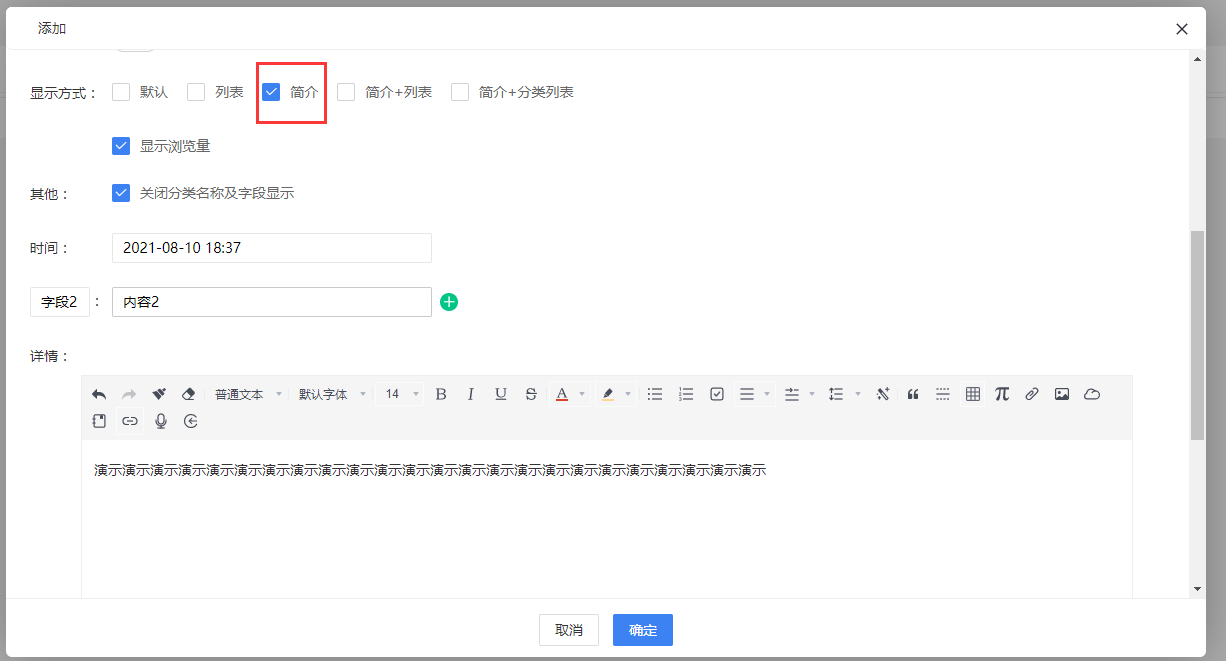 添加
显示方式： 默认 列表 简介 简介+列表 简介+分类列表
显示浏览量
其他： 关闭分类名称及字段显示
时间： 2021-08-10 18:37
字段2 ： 内容2
详情：
普通文本 默认字体 14
演示演示演示演示演示演示演示演示演示演示演示演示演示演示演示演示演示演示演示演示演示演示演示演示
取消 确定